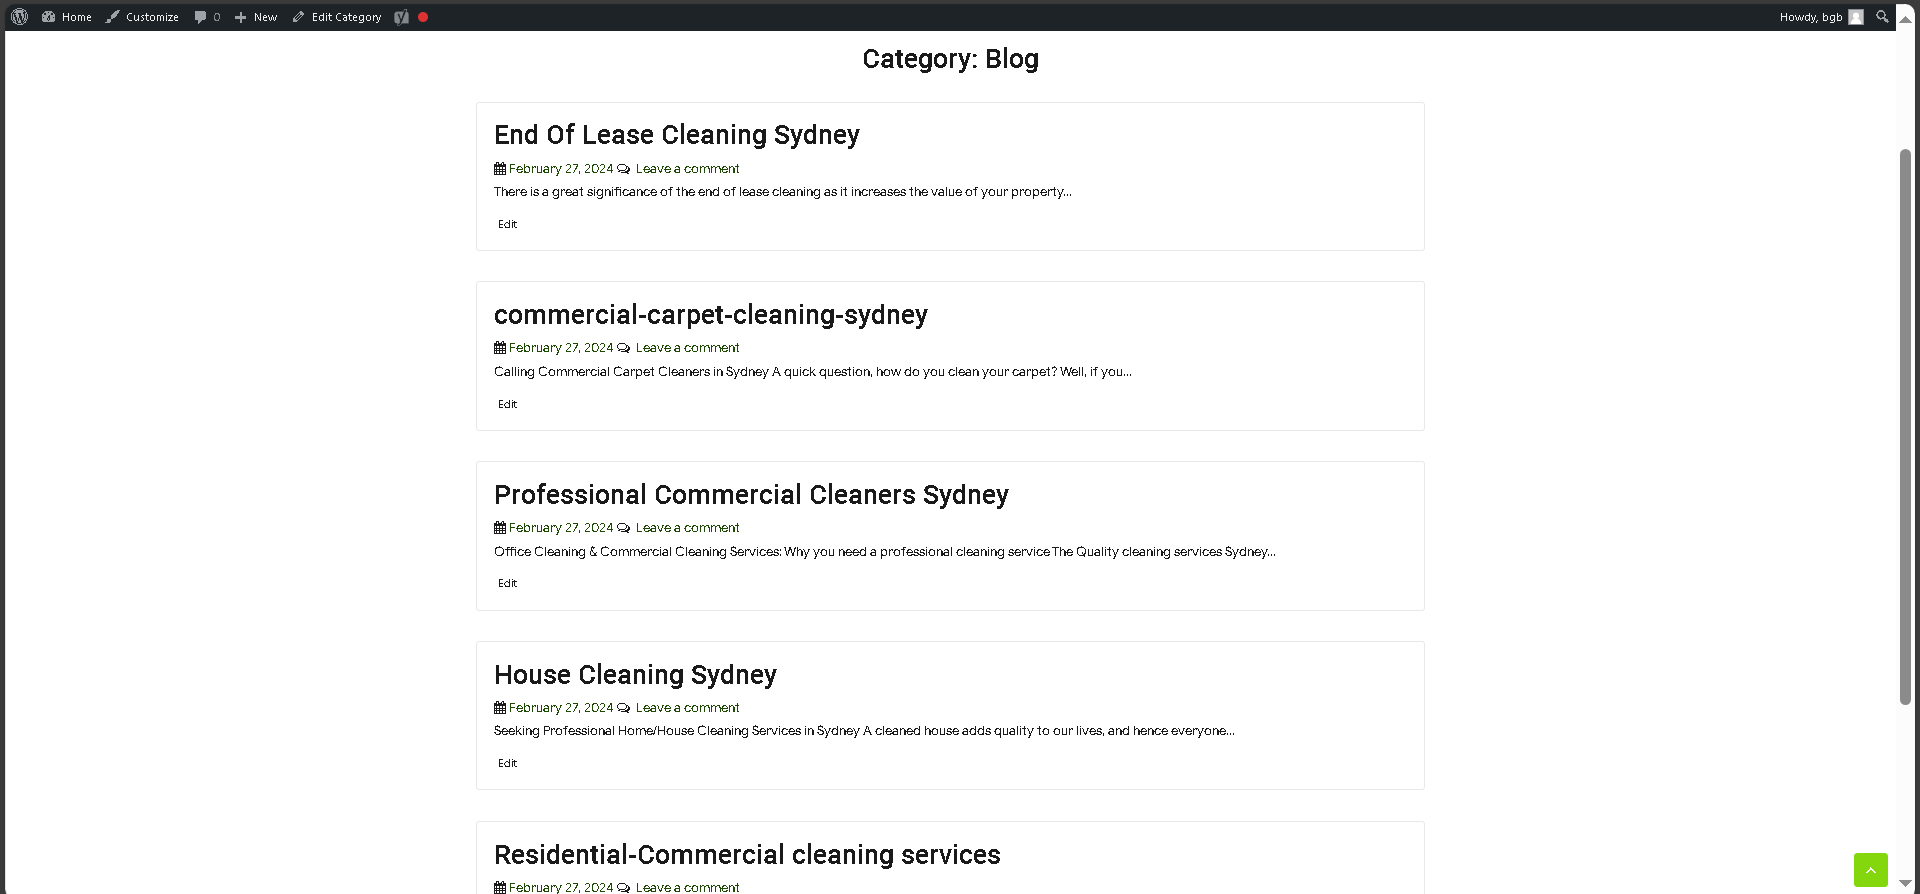 Home Customize 0 New Edit Category Howdy, bgb
Category: Blog
End Of Lease Cleaning Sydney
February 27, 2024 Leave a comment
There is a great significance of the end of lease cleaning as it increases the value of your property...
Edit
commercial-carpet-cleaning-sydney
February 27, 2024 Leave a comment
Calling Commercial Carpet Cleaners in Sydney A quick question, how do you clean your carpet? Well, if you...
Edit
Professional Commercial Cleaners Sydney
February 27, 2024 Leave a comment
Office Cleaning & Commercial Cleaning Services: Why you need a professional cleaning service The Quality cleaning services Sydney...
Edit
House Cleaning Sydney
February 27, 2024 Leave a comment
Seeking Professional Home/House Cleaning Services in Sydney A cleaned house adds quality to our lives, and hence everyone...
Edit
Residential-Commercial cleaning services
February 27, 2024 Leave a comment